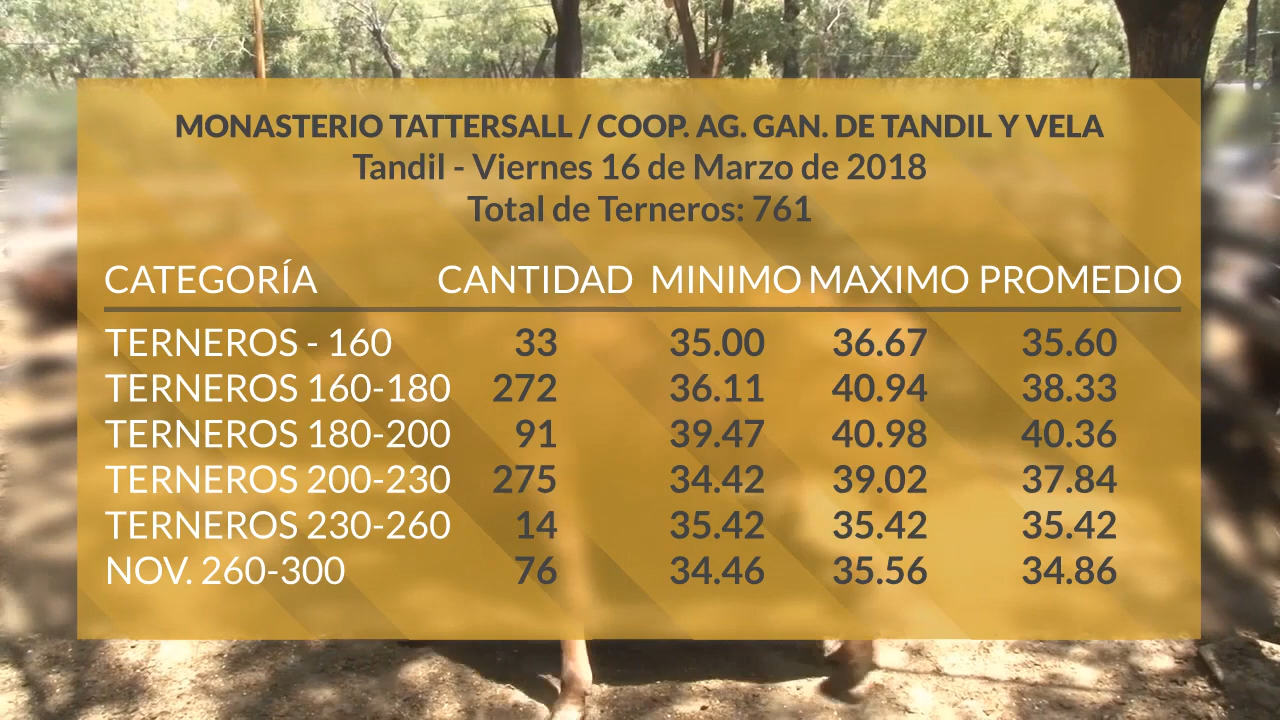 MONASTERIO TATTERSALL / COOP. AG. GAN. DE TANDIL Y VELA
Tandil - Viernes 16 de Marzo de 2018
Total de Terneros: 761
CATEGORÍA CANTIDAD MINIMO MAXIMO PROMEDIO
TERNEROS - 160 33 35.00 36.67 35.60
TERNEROS 160-180 272 36.11 40.94 38.33
TERNEROS 180-200 91 39.47 40.98 40.36
TERNEROS 200-230 275 34.42 39.02 37.84
TERNEROS 230-260 14 35.42 35.42 35.42
NOV. 260-300 76 34.46 35.56 34.86